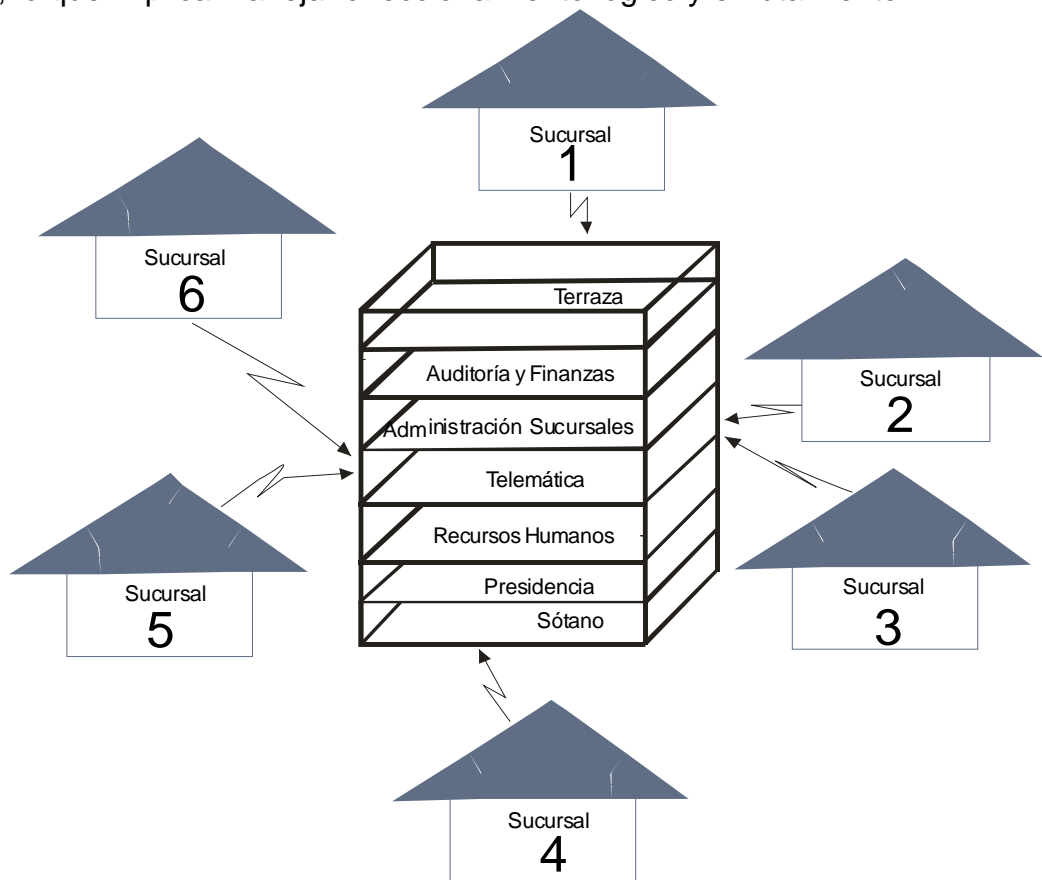 Sucursal
1
Sucursal
6
Terraza
Sucursal
2
Auditoría y Finanzas
Administración Sucursales
Telemática
Recursos Humanos
Sucursal
5
Presidencia
Sucursal
3
Sótano
Sucursal
4